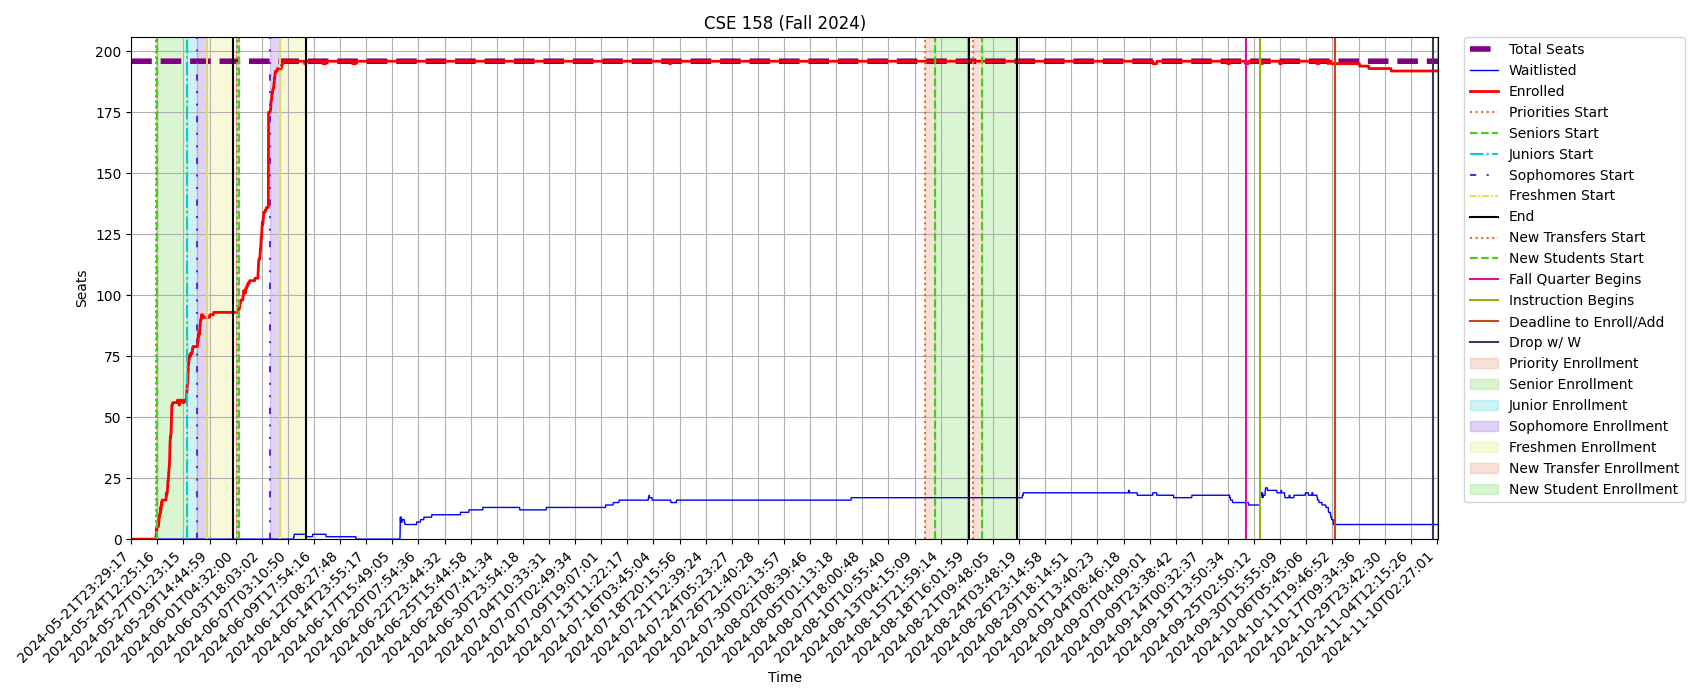 CSE 158 (Fall 2024)
Seats
200
175
150
125
100
75
50
25
0
2024-05-21T23:29:17
2024-05-24T12:25:16
2024-05-27T01:23:15
2024-05-29T14:44:59
2024-06-01T04:32:00
2024-06-03T18:03:02
2024-06-07T03:10:50
2024-06-09T17:54:16
2024-06-12T08:27:48
2024-06-14T23:55:17
2024-06-17T15:49:05
2024-06-20T07:54:36
2024-06-22T23:44:32
2024-06-25T15:44:58
2024-06-28T07:41:34
2024-06-30T23:54:18
2024-07-04T10:33:31
2024-07-07T02:49:34
2024-07-09T19:07:01
2024-07-13T11:22:17
2024-07-16T03:45:04
2024-07-18T20:15:56
2024-07-21T12:39:24
2024-07-24T05:23:27
2024-07-26T21:40:28
2024-07-30T02:13:57
2024-08-02T18:39:46
2024-08-05T01:13:18
2024-08-07T18:00:48
2024-08-10T10:55:40
2024-08-13T04:15:09
2024-08-15T21:59:14
2024-08-18T16:01:59
2024-08-21T09:48:05
2024-08-24T03:48:19
2024-08-26T23:14:58
2024-08-29T18:14:51
2024-09-01T13:40:23
2024-09-04T08:46:18
2024-09-07T04:09:01
2024-09-09T23:38:42
2024-09-14T00:32:37
2024-09-19T13:50:34
2024-09-25T02:50:12
2024-09-30T15:55:09
2024-10-06T05:45:06
2024-10-11T19:46:52
2024-10-17T09:34:36
2024-10-29T23:42:30
2024-11-04T12:15:26
2024-11-10T02:27:01
Time
Total Seats
Waitlisted
Enrolled
Priorities Start
Seniors Start
Juniors Start
Sophomores Start
Freshmen Start
End
New Transfers Start
New Students Start
Fall Quarter Begins
Instruction Begins
Deadline to Enroll/Add
Drop w/ W
Priority Enrollment
Senior Enrollment
Junior Enrollment
Sophomore Enrollment
Freshmen Enrollment
New Transfer Enrollment
New Student Enrollment